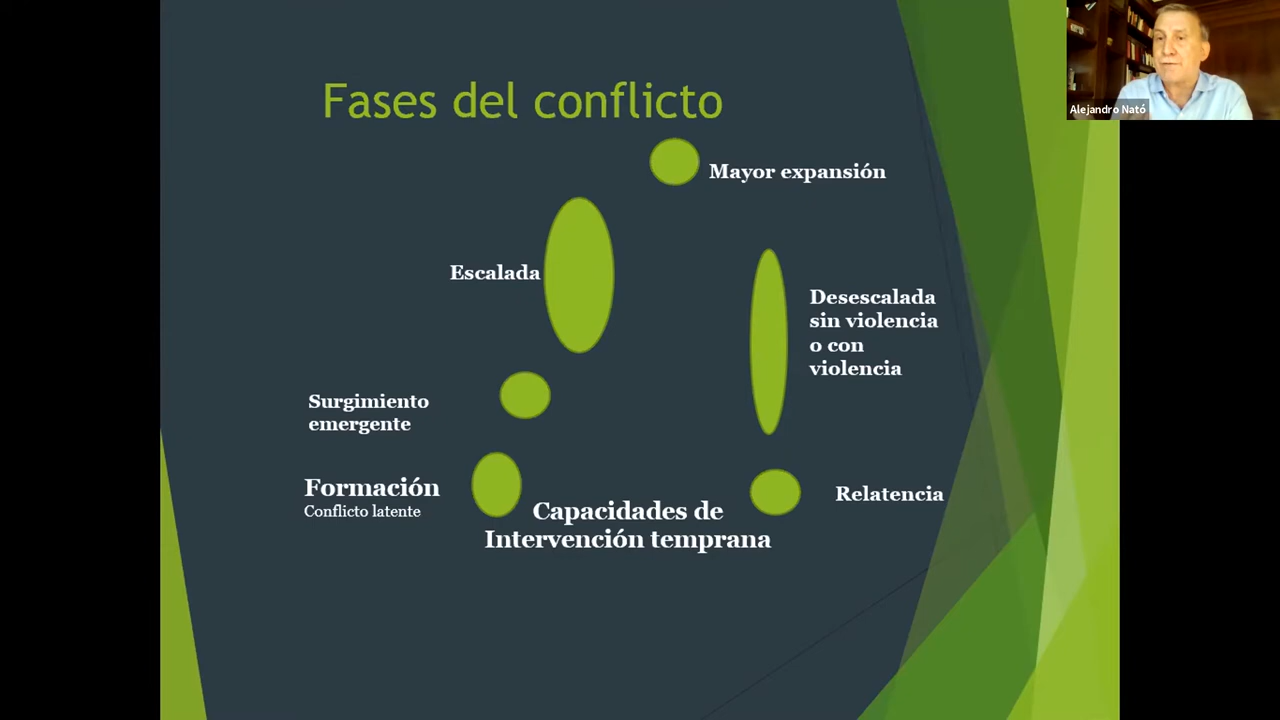 Fases del conflicto
Alejandro Nató
Mayor expansión
Escalada
Desescalada
sin violencia
o con
violencia
Surgimiento
emergente
Formación
Conflicto latente
Capacidades de
Intervención temprana
Relatencia